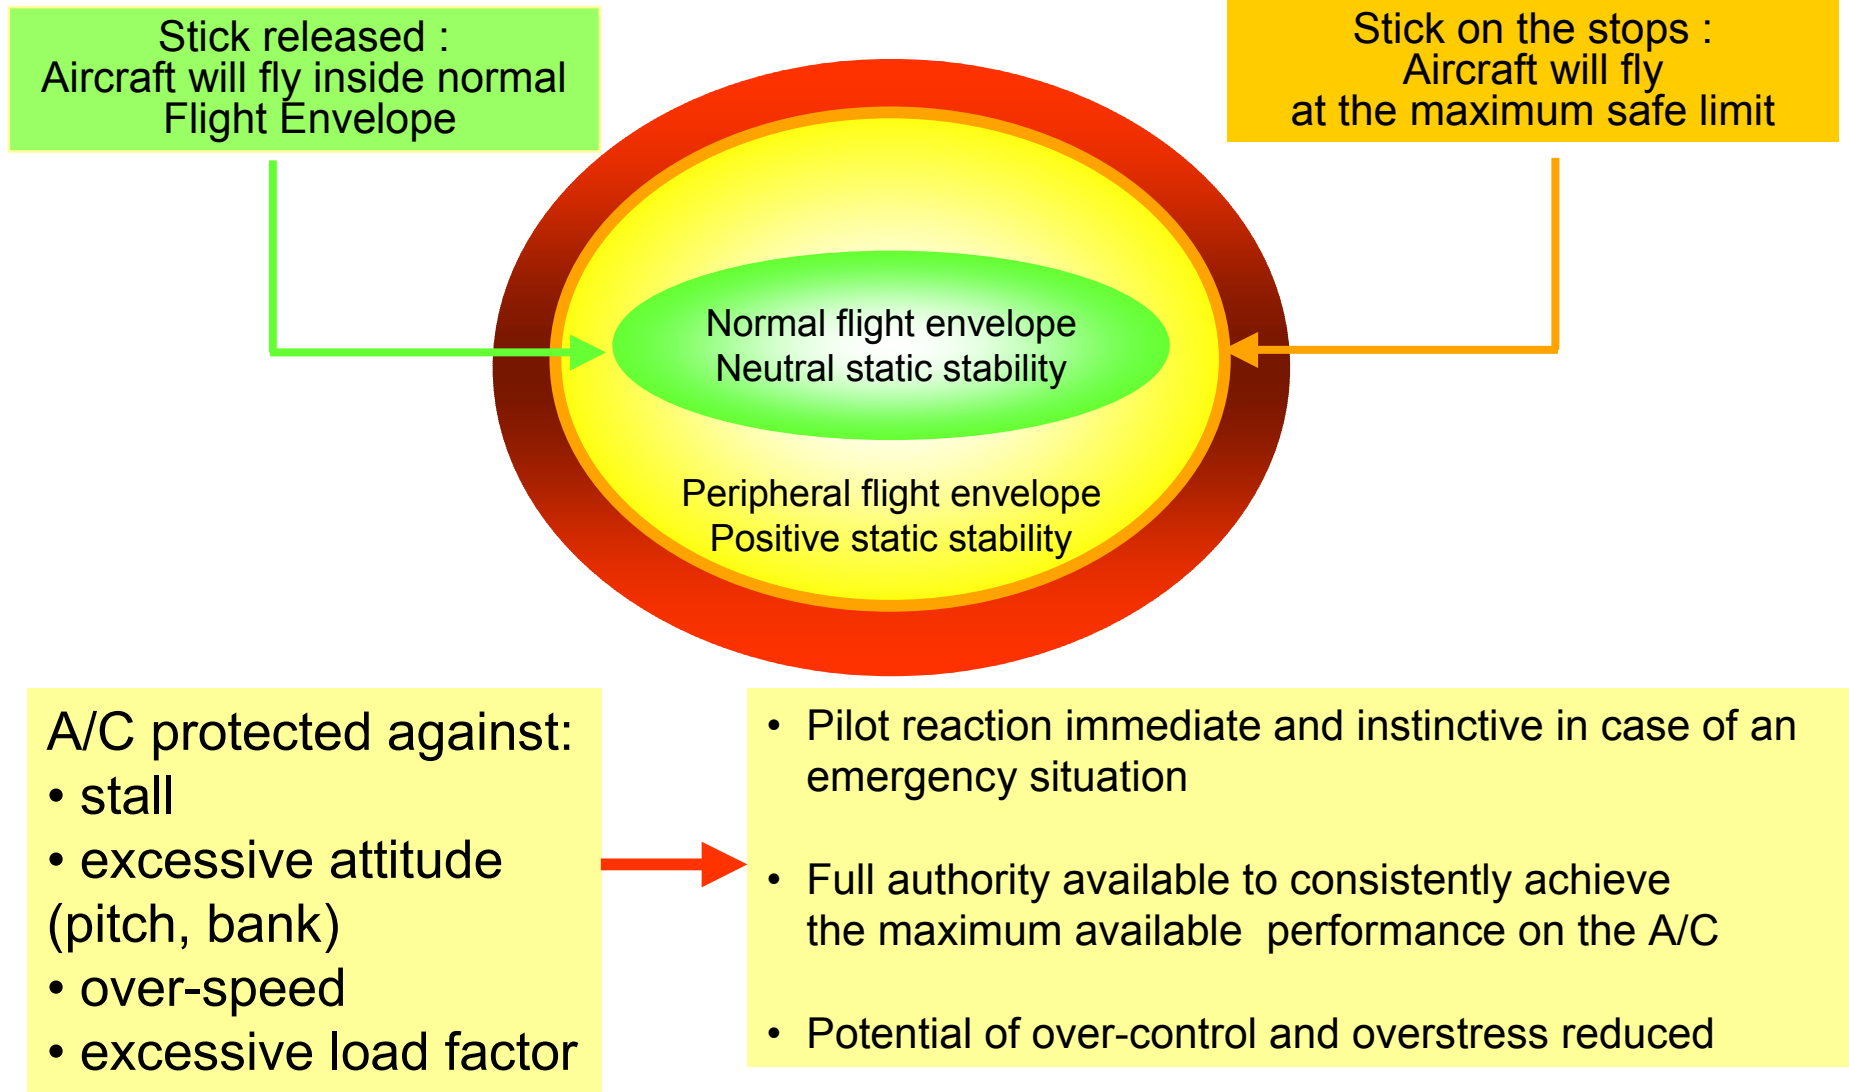 Stick released :
Aircraft will fly inside normal
Flight Envelope
Stick on the stops :
Aircraft will fly
at the maximum safe limit
Normal flight envelope
Neutral static stability
Peripheral flight envelope
Positive static stability
A/C protected against:
• stall
• excessive attitude
(pitch, bank)
• over-speed
• excessive load factor
• Pilot reaction immediate and instinctive in case of an
emergency situation
• Full authority available to consistently achieve
the maximum available  performance on the A/C
• Potential of over-control and overstress reduced